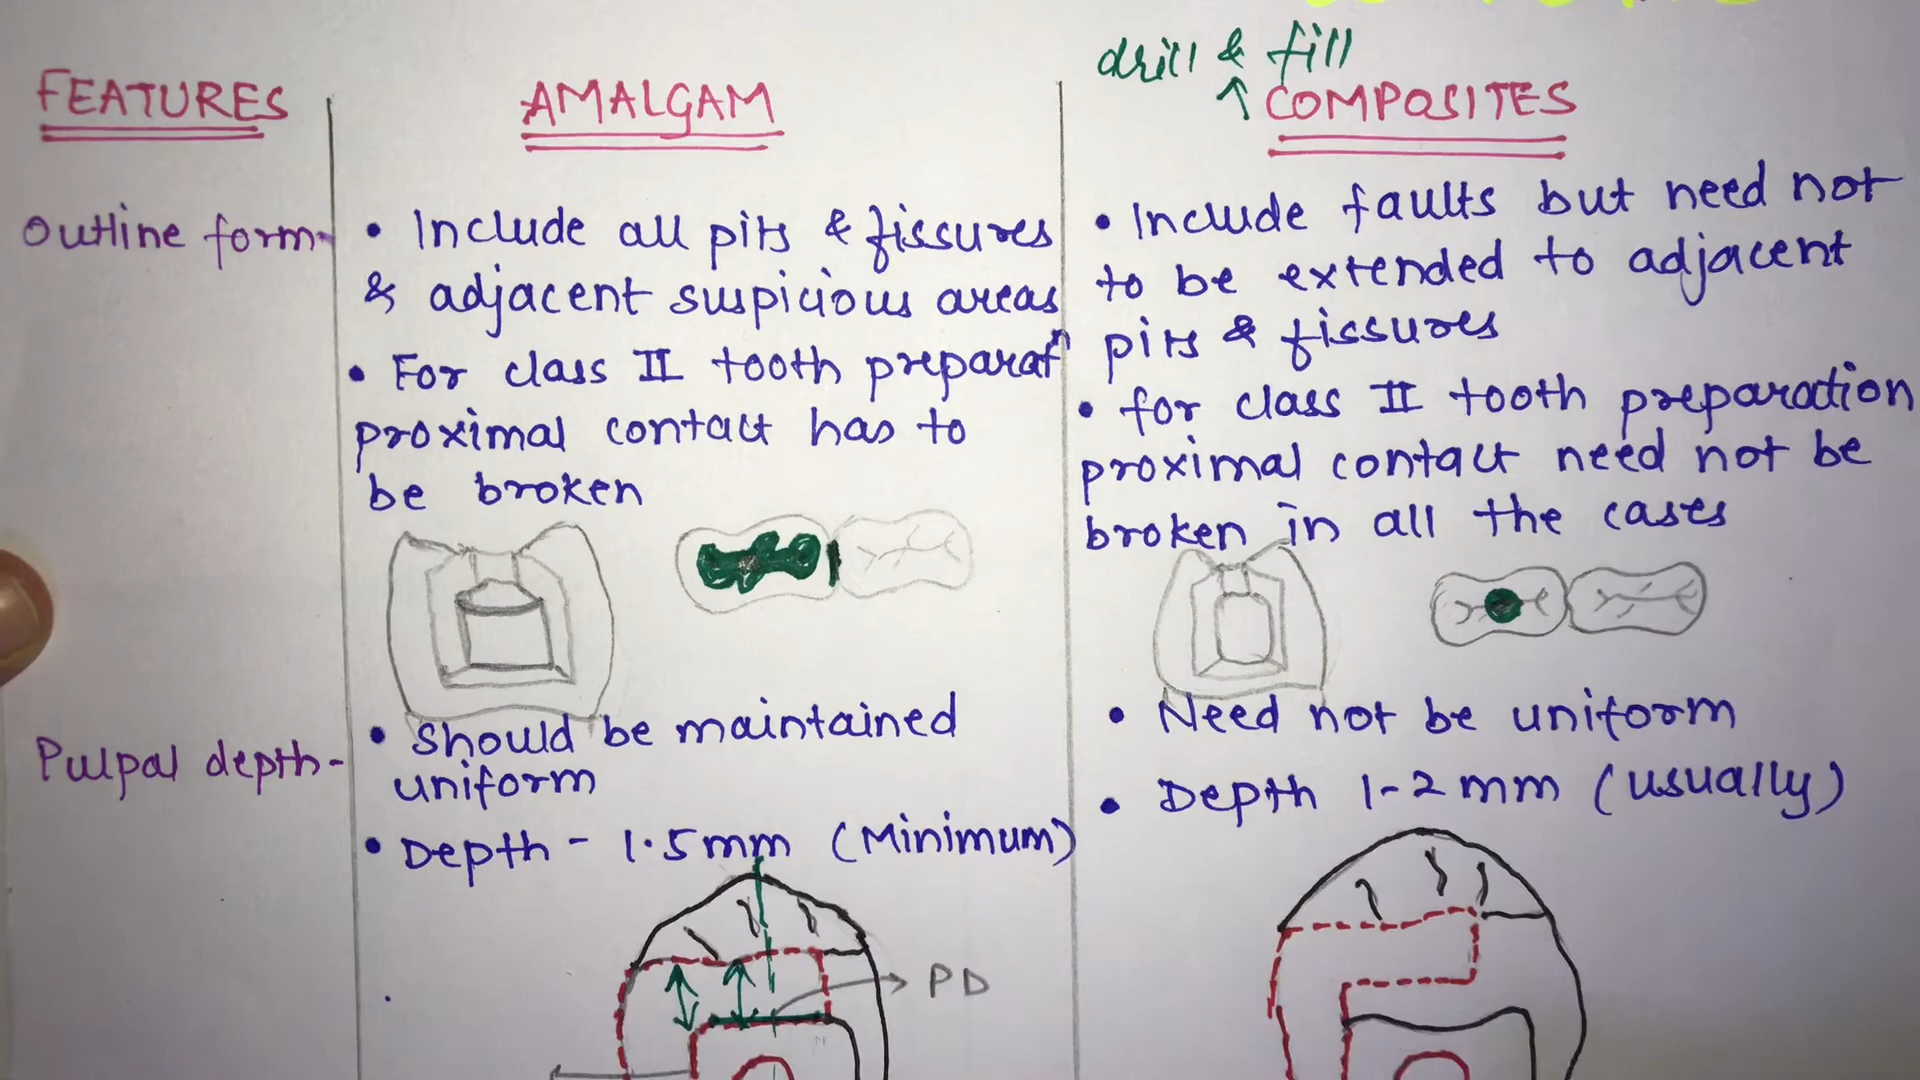 drill & fill
FEATURES
AMALGAM
↑ COMPOSITES
Outline form-
• Include all pits & fissures
& adjacent suspicious areas
• For class II tooth preparatⁿ
proximal contact has to
be broken
• Include faults but need not
to be extended to adjacent
pits & fissures
• for class II tooth preparation
proximal contact need not be
broken in all the cases
Pulpal depth-
• Should be maintained
uniform
• Depth - 1.5mm (Minimum)
• Need not be uniform
• Depth 1-2mm (usually)
PD